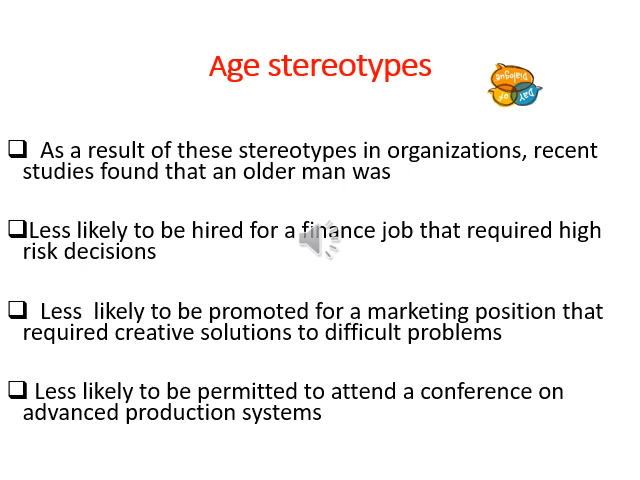 Age stereotypes
Dialogue
DAY
OF
❑ As a result of these stereotypes in organizations, recent
studies found that an older man was
❑Less likely to be hired for a finance job that required high
risk decisions
❑ Less likely to be promoted for a marketing position that
required creative solutions to difficult problems
❑ Less likely to be permitted to attend a conference on
advanced production systems